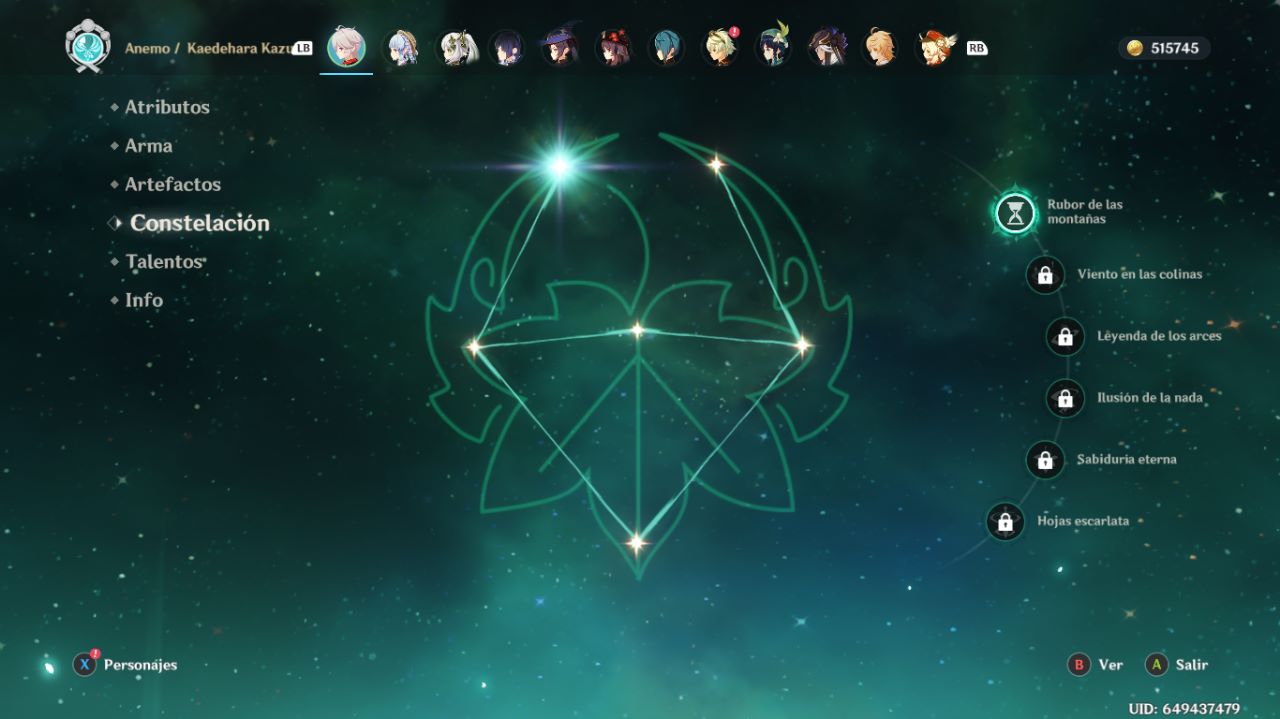 Anemo / Kaedehara Kazu
LB
RB
515745
Atributos
Arma
Artefactos
Constelación
Talentos
Info
Rubor de las
montañas
Viento en las colinas
Leyenda de los arces
Ilusión de la nada
Sabiduria eterna
Hojas escarlata
X Personajes
B Ver
A Salir
UID: 649437479